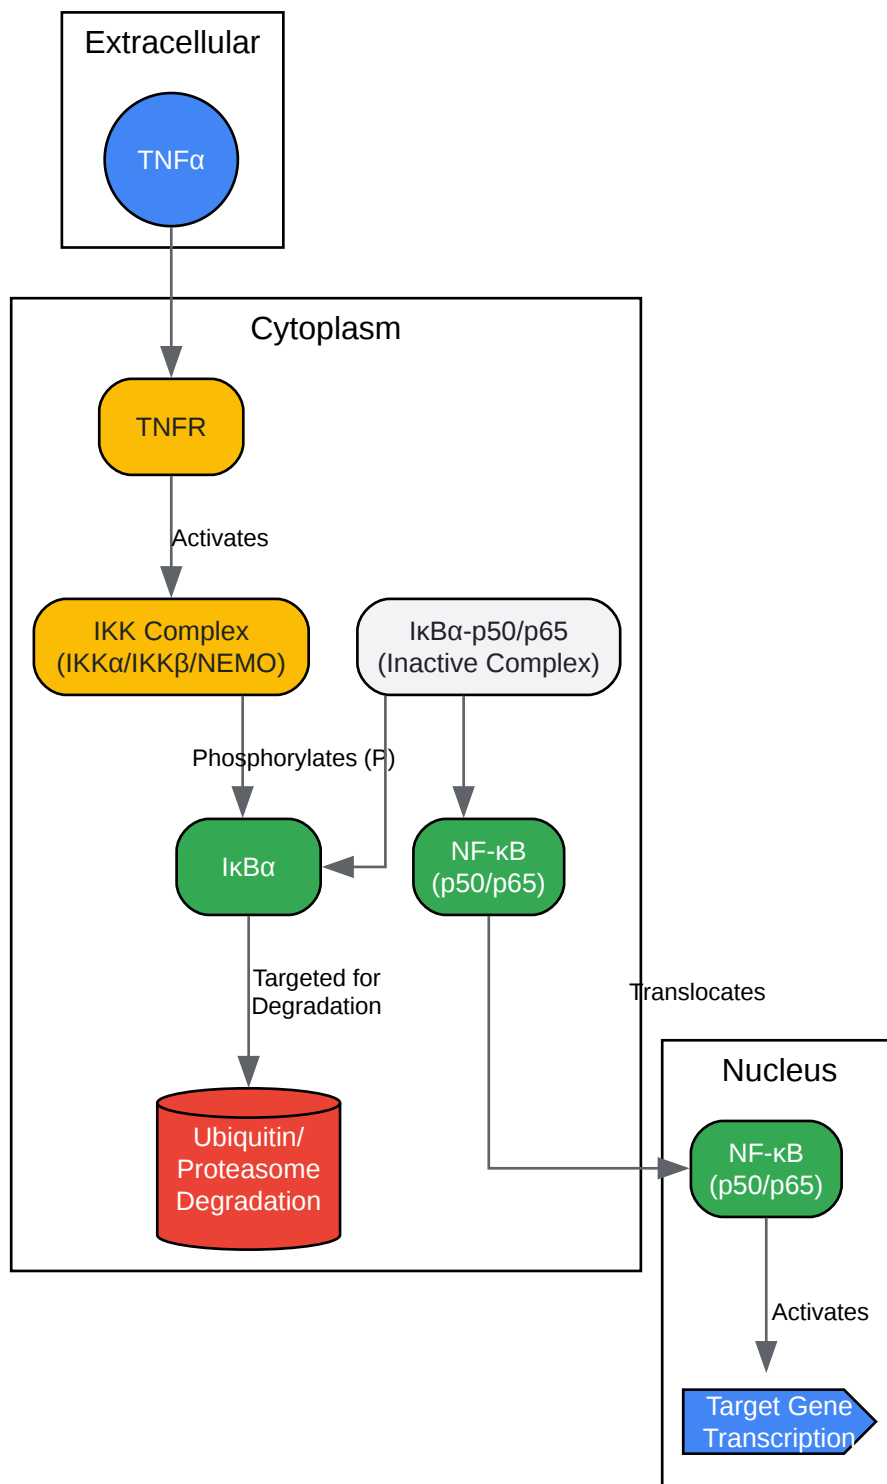 Extracellular
TNFα
Cytoplasm
TNFR
Activates
IKK Complex
(IKKα/IKKβ/NEMO)
IκBα-p50/p65
(Inactive Complex)
Phosphorylates (P)
IκBα
NF-κB
(p50/p65)
Targeted for
Degradation
Translocates
Ubiquitin/
Proteasome
Degradation
Nucleus
NF-κB
(p50/p65)
Activates
Target Gene
Transcription